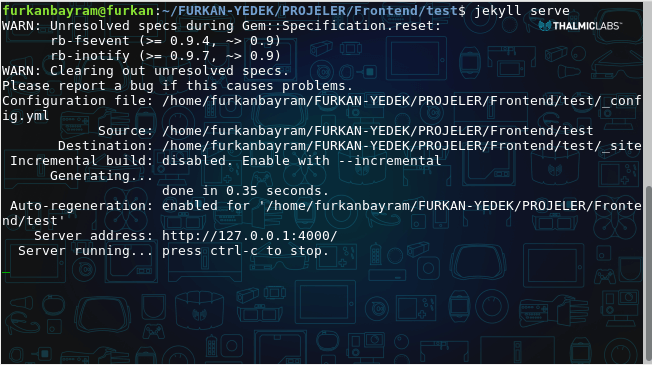 furkanbayram@furkan:~/FURKAN-YEDEK/PROJELER/Frontend/test$ jekyll serve
WARN: Unresolved specs during Gem::Specification.reset:
THALMICLABS™
rb-fsevent (>= 0.9.4, ~> 0.9)
rb-inotify (>= 0.9.7, ~> 0.9)
WARN: Clearing out unresolved specs.
Please report a bug if this causes problems.
Configuration file: /home/furkanbayram/FURKAN-YEDEK/PROJELER/Frontend/test/_conf
ig.yml
Source: /home/furkanbayram/FURKAN-YEDEK/PROJELER/Frontend/test
Destination: /home/furkanbayram/FURKAN-YEDEK/PROJELER/Frontend/test/_site
Incremental build: disabled. Enable with --incremental
Generating...
done in 0.35 seconds.
Auto-regeneration: enabled for '/home/furkanbayram/FURKAN-YEDEK/PROJELER/Fronte
nd/test'
Server address: http://127.0.0.1:4000/
Server running... press ctrl-c to stop.